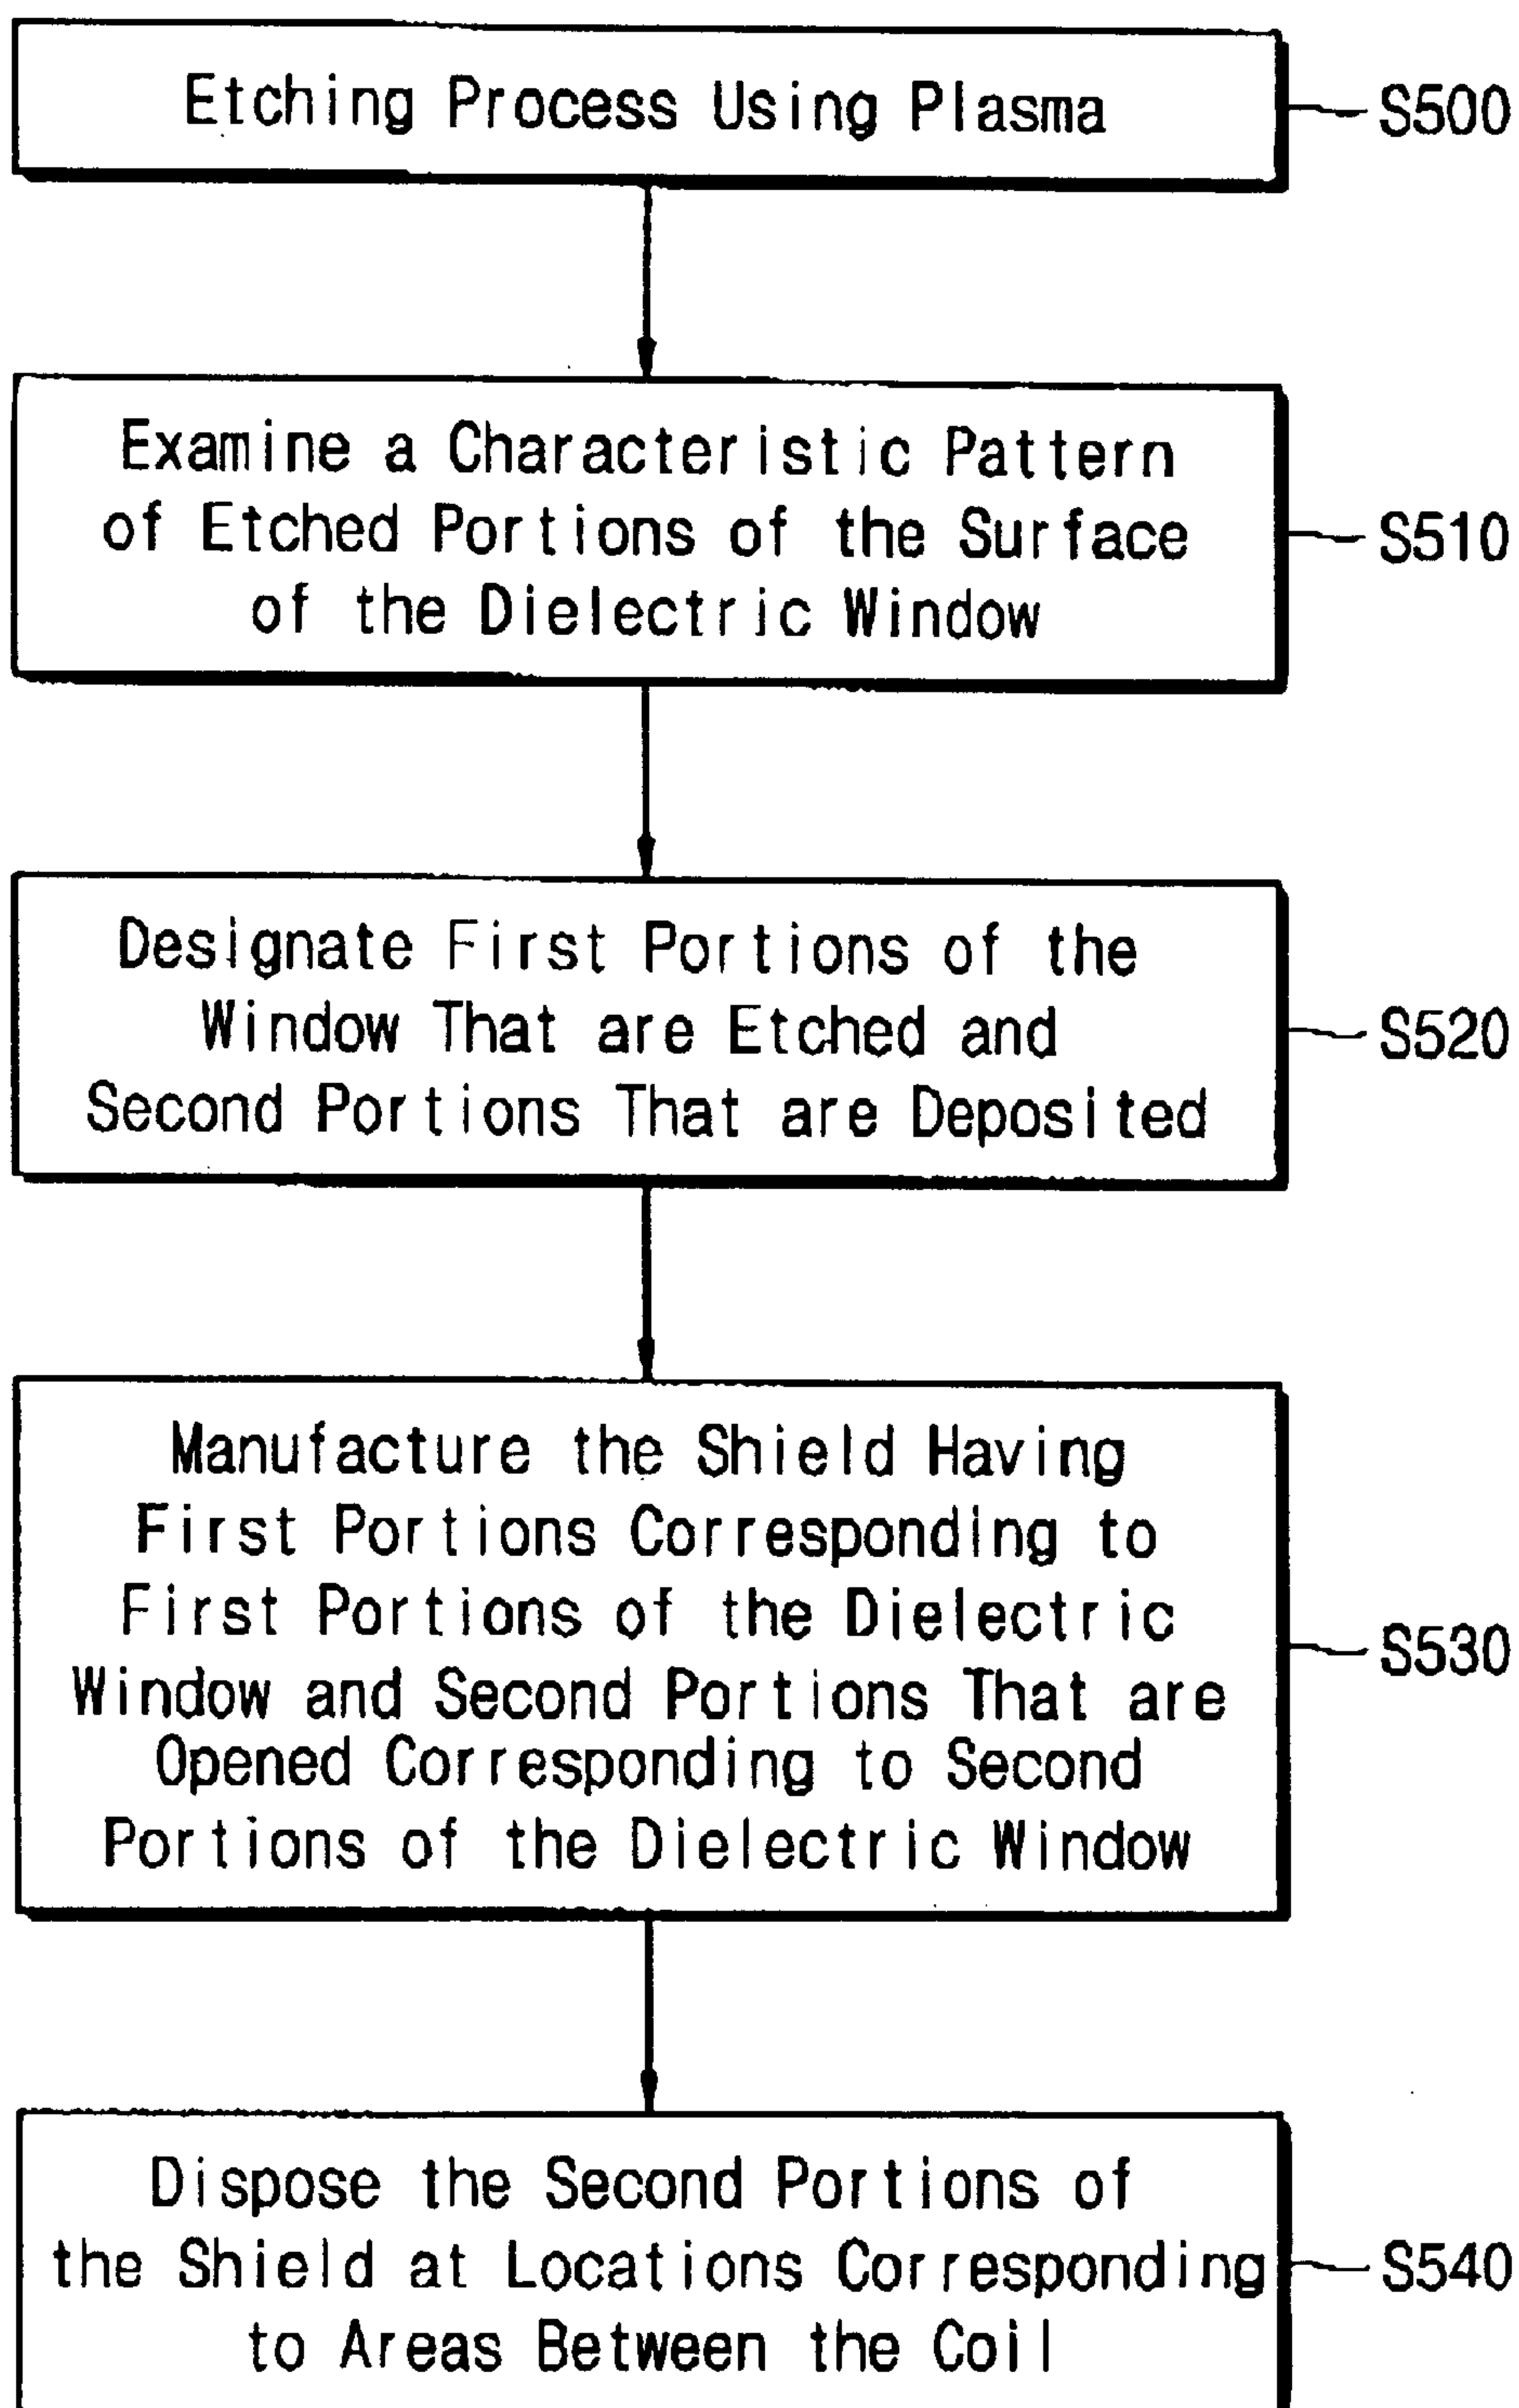 Etching Process Using Plasma
S500
Examine a Characteristic Pattern
of Etched Portions of the Surface
of the Dielectric Window
S510
Designate First Portions of the
Window That are Etched and
Second Portions That are Deposited
S520
Manufacture the Shield Having
First Portions Corresponding to
First Portions of the Dielectric
Window and Second Portions That are
Opened Corresponding to Second
Portions of the Dielectric Window
S530
Dispose the Second Portions of
the Shield at Locations Corresponding
to Areas Between the Coil
S540